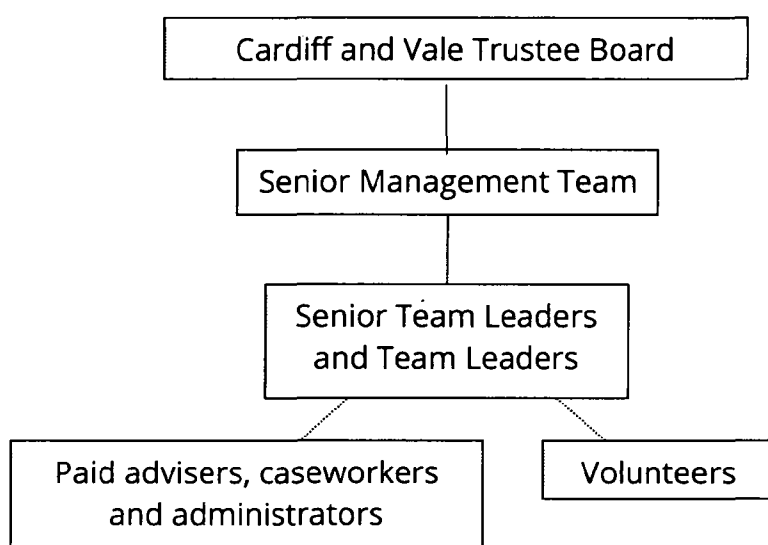 Cardiff and Vale Trustee Board
Senior Management Team
Senior Team Leaders
and Team Leaders
Paid advisers, caseworkers
and administrators
Volunteers